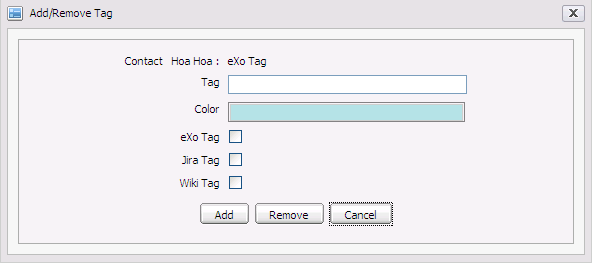 Add/Remove Tag
Contact Hoa Hoa : eXo Tag
Tag
Color
eXo Tag
Jira Tag
Wiki Tag
Add Remove Cancel